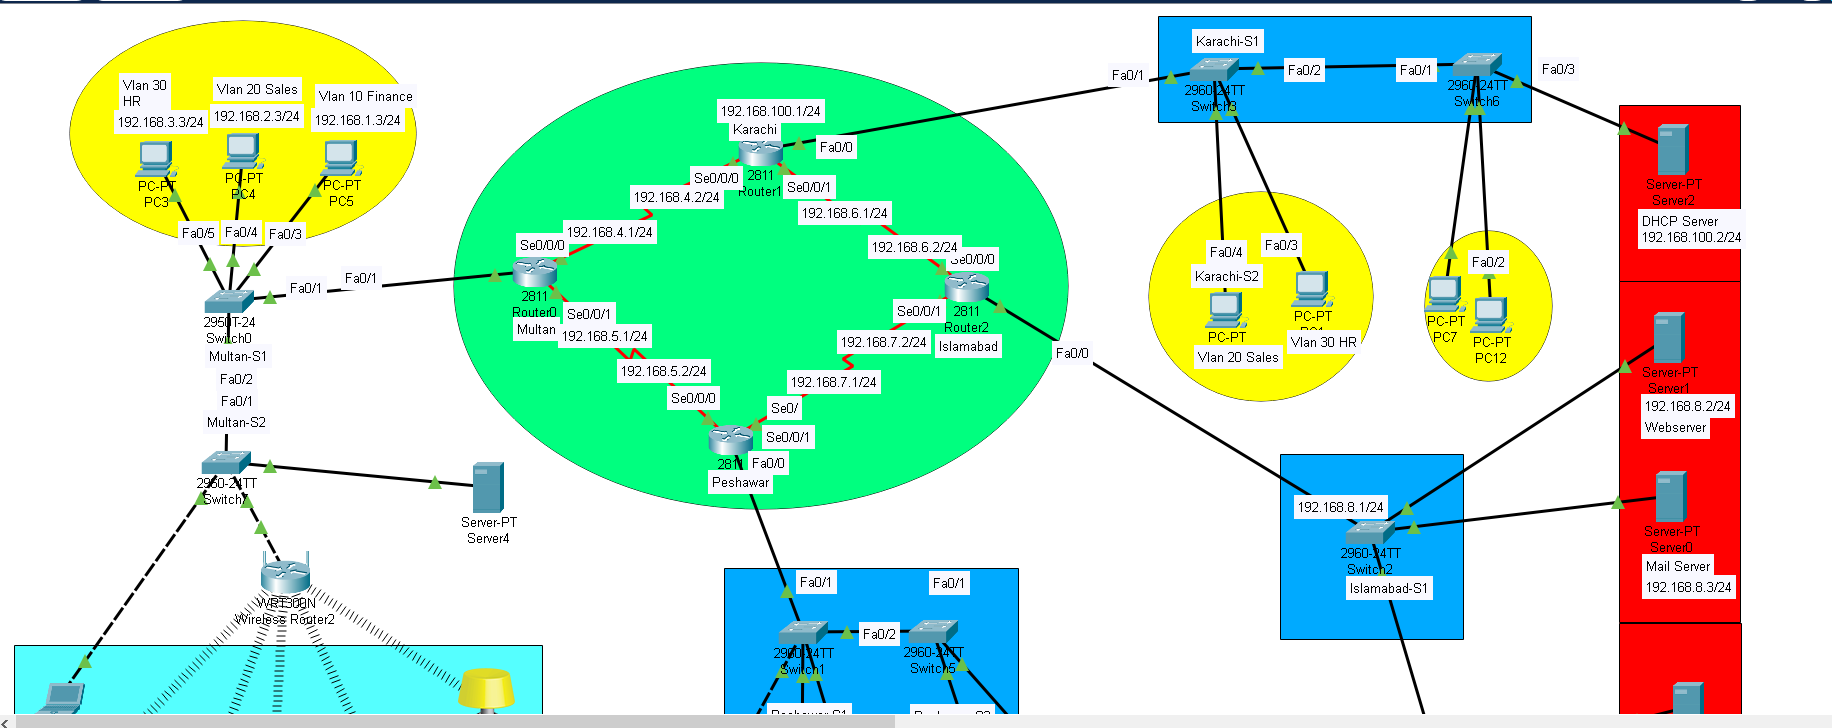 Vlan 30
HR
192.168.3.3/24
Vlan 20 Sales
192.168.2.3/24
Vlan 10 Finance
192.168.1.3/24
PC-PT
PC3
PC-PT
PC4
PC-PT
PC5
Fa0/5
Fa0/4
Fa0/3
Fa0/1
Fa0/1
2950T-24
Switch0
Multan-S1
Fa0/2
Fa0/1
Multan-S2
2960-24TT
Server-PT
Server4
WRT300N
Wireless Router2
192.168.100.1/24
Karachi
Fa0/0
2811
Router1
Se0/0/0
Se0/0/1
192.168.4.2/24
192.168.6.1/24
192.168.4.1/24
192.168.6.2/24
Se0/0/0
Se0/0/0
2811
Router0
Multan
Se0/0/1
192.168.5.1/24
192.168.5.2/24
Se0/0/0
Se0/0/1
2811
Router2
Islamabad
192.168.7.2/24
192.168.7.1/24
Se0/
Se0/0/1
Fa0/0
2811
Peshawar
Fa0/0
Fa0/1
Karachi-S1
2960-24TT
Switch3
Fa0/2
Fa0/1
2960-24TT
Switch6
Fa0/3
Fa0/4
Fa0/3
Karachi-S2
PC-PT
Vlan 20 Sales
PC-PT
Vlan 30 HR
Fa0/2
PC-PT
PC7
PC-PT
PC12
Server-PT
Server2
DHCP Server
192.168.100.2/24
Server-PT
Server1
192.168.8.2/24
Webserver
Server-PT
Server0
Mail Server
192.168.8.3/24
192.168.8.1/24
2960-24TT
Switch2
Islamabad-S1
Fa0/1
Fa0/1
Fa0/2
2960-24TT
Switch1
2960-24TT
Switch5